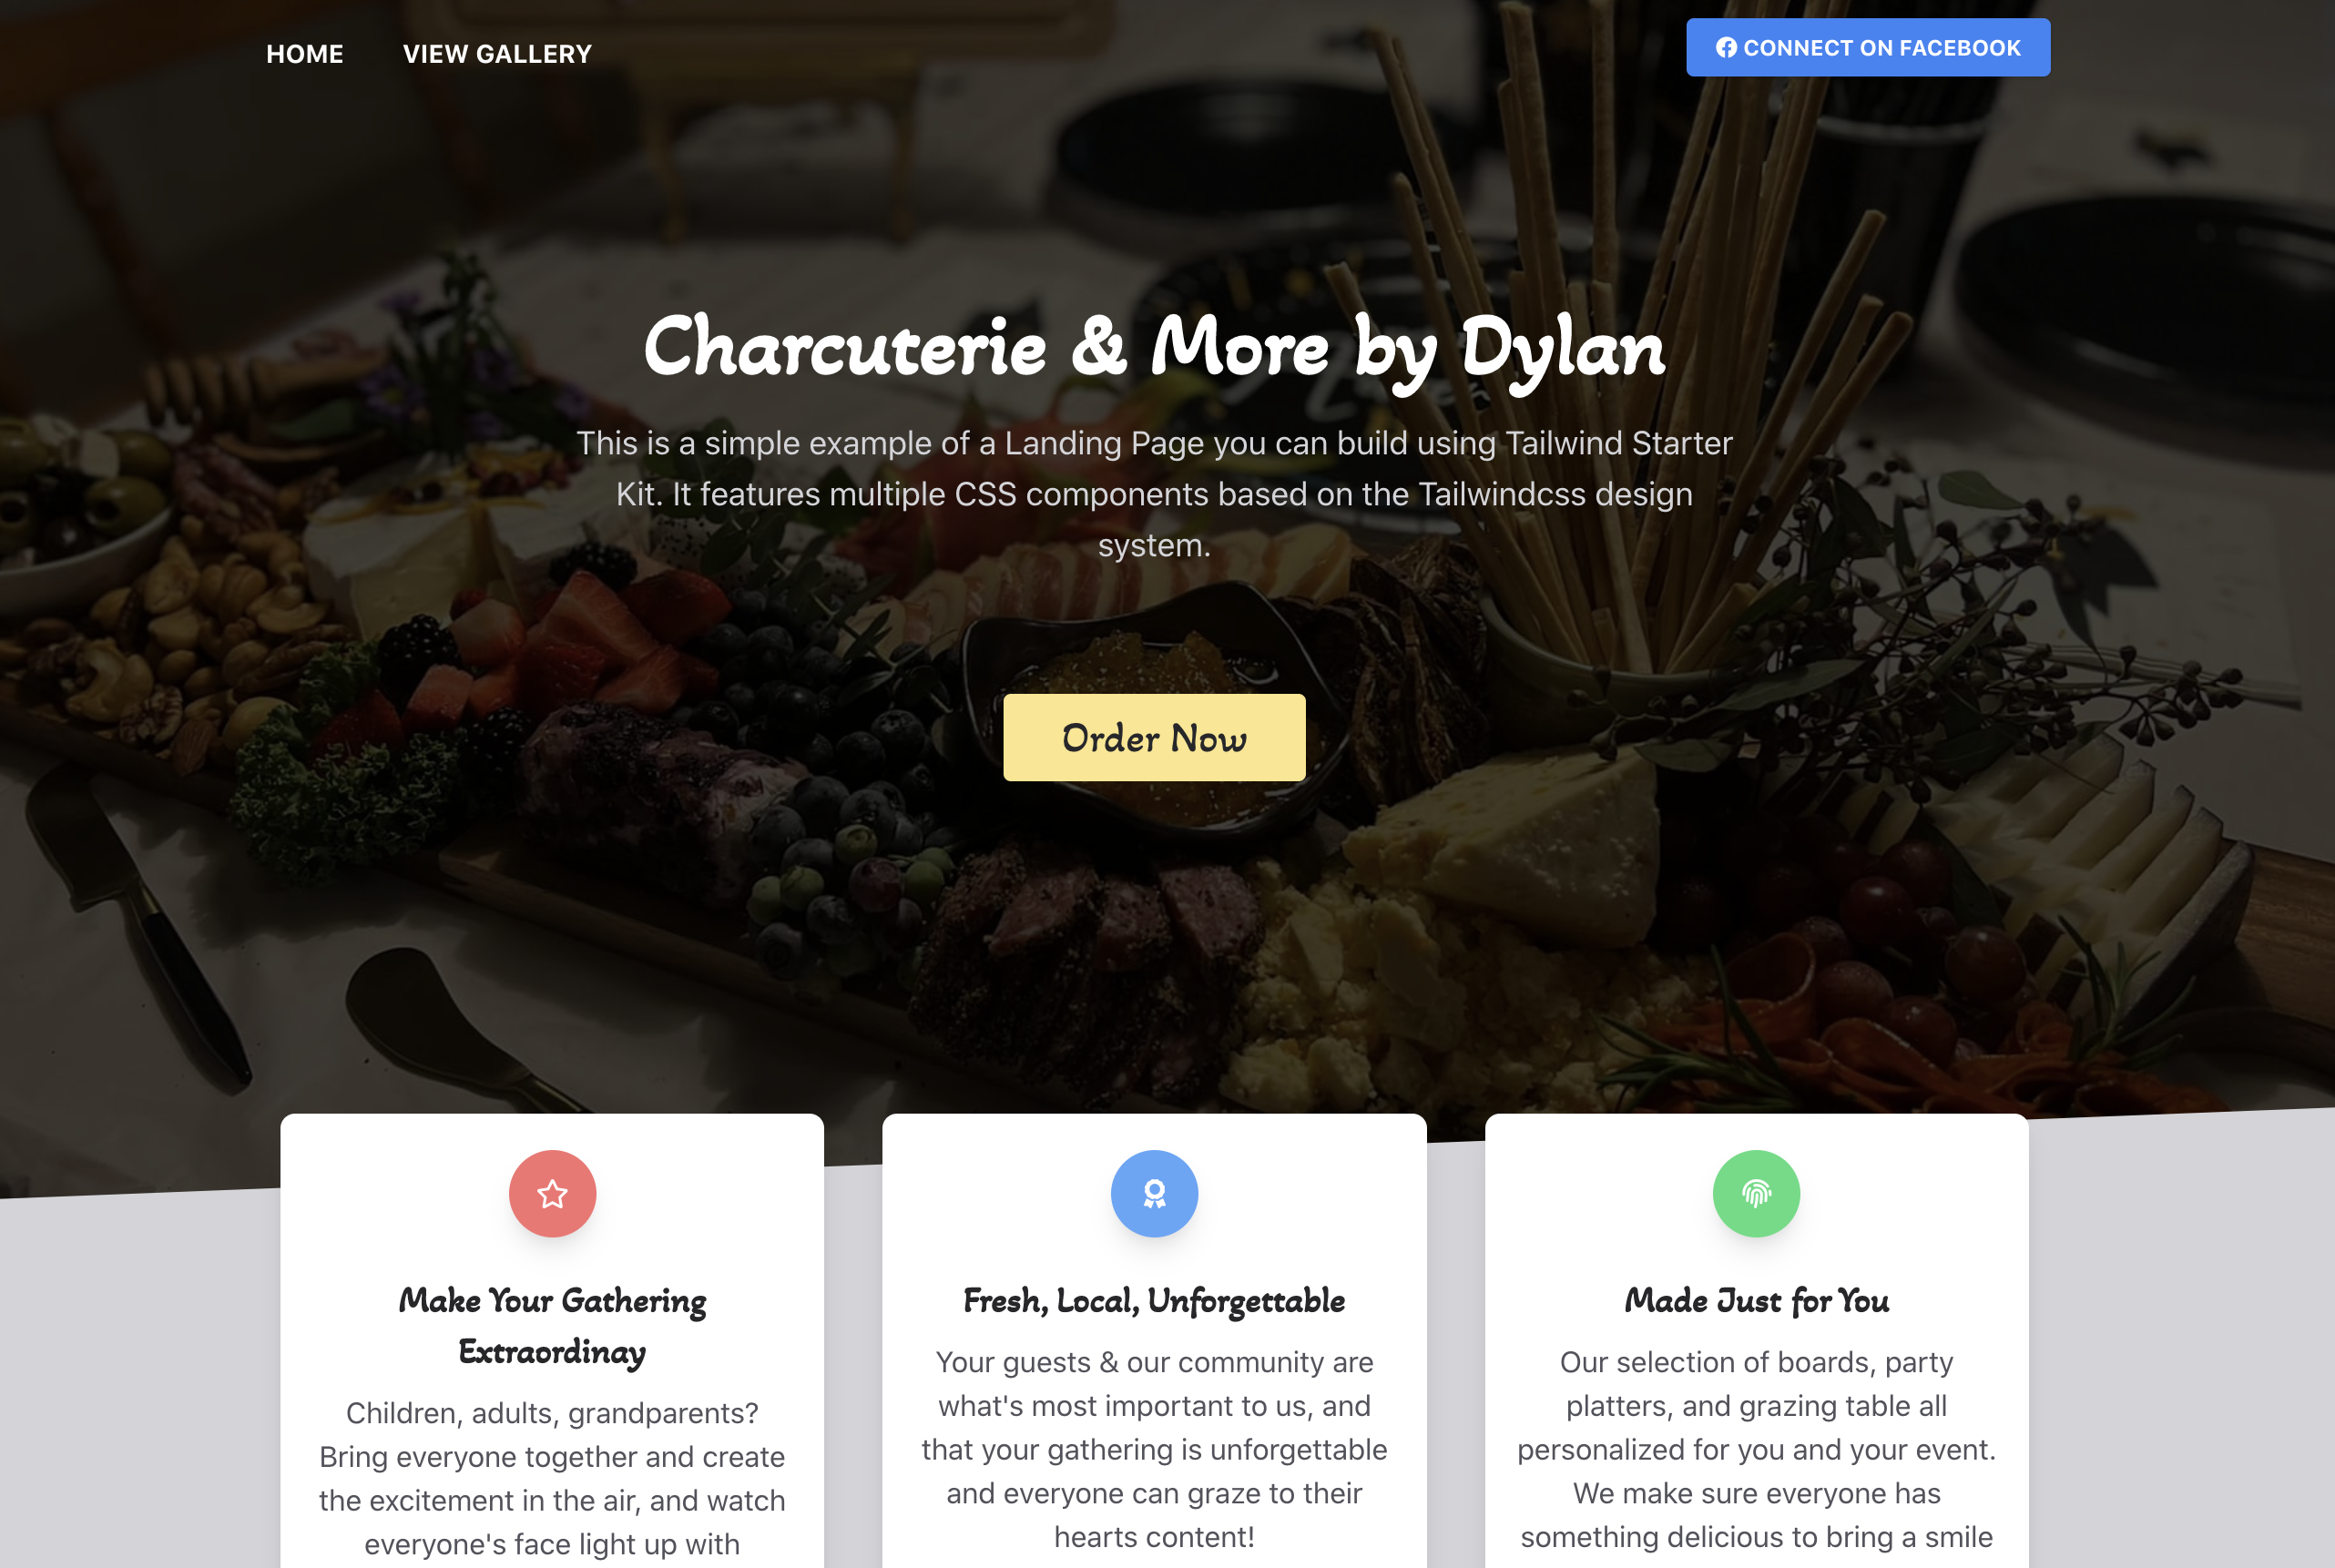 HOME
VIEW GALLERY
CONNECT ON FACEBOOK
Charcuterie & More by Dylan
This is a simple example of a Landing Page you can build using Tailwind Starter
Kit. It features multiple CSS components based on the Tailwindcss design
system.
Order Now
Make Your Gathering
Extraordinay
Children, adults, grandparents?
Bring everyone together and create
the excitement in the air, and watch
everyone's face light up with
Fresh, Local, Unforgettable
Your guests & our community are
what's most important to us, and
that your gathering is unforgettable
and everyone can graze to their
hearts content!
Made Just for You
Our selection of boards, party
platters, and grazing table all
personalized for you and your event.
We make sure everyone has
something delicious to bring a smile